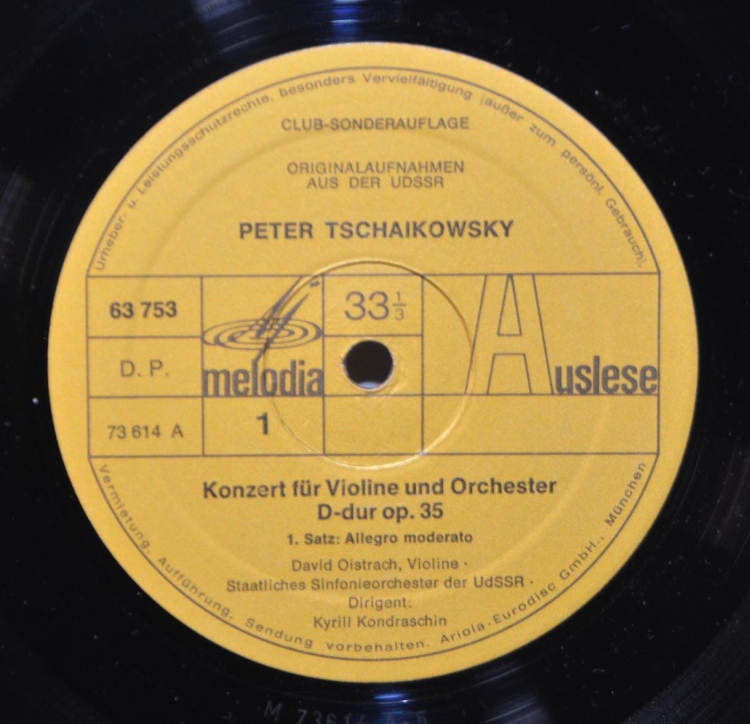 Urheber- u. Leistungsschutzrechte, besonders Vervielfältigung (außer zum persönl. Gebrauch),
CLUB-SONDERAUFLAGE
ORIGINALAUFNAHMEN
AUS DER UDSSR
PETER TSCHAIKOWSKY
63 753
33 1/3
D. P.
melodia
Auslese
73 614 A
1
Konzert für Violine und Orchester
D-dur op. 35
1. Satz: Allegro moderato
David Oistrach, Violine ·
Staatliches Sinfonieorchester der UdSSR ·
Dirigent:
Kyrill Kondraschin
Vermietung, Aufführung, Sendung vorbehalten. Ariola-Eurodisc GmbH., München